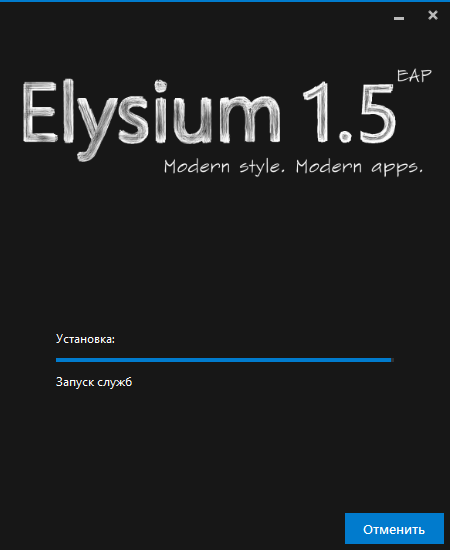 Elysium 1.5
EAP
Modern style. Modern apps.
Установка:
Запуск служб
Отменить